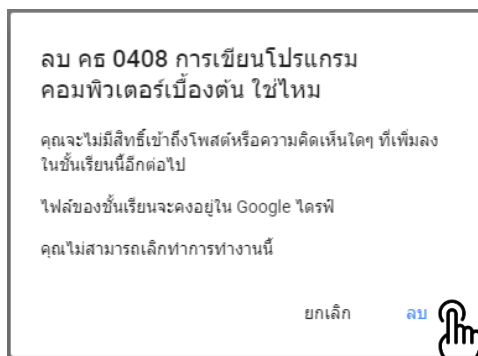 ลบ คธ 0408 การเขียนโปรแกรม
คอมพิวเตอร์เบื้องต้น ใช่ไหม
คุณจะไม่มีสิทธิ์เข้าถึงโพสต์หรือความคิดเห็นใดๆ ที่เพิ่มลง
ในชั้นเรียนนี้อีกต่อไป
ไฟล์ของชั้นเรียนจะคงอยู่ใน Google ไดรฟ์
คุณไม่สามารถเลิกทำการทำงานนี้
ยกเลิก ลบ